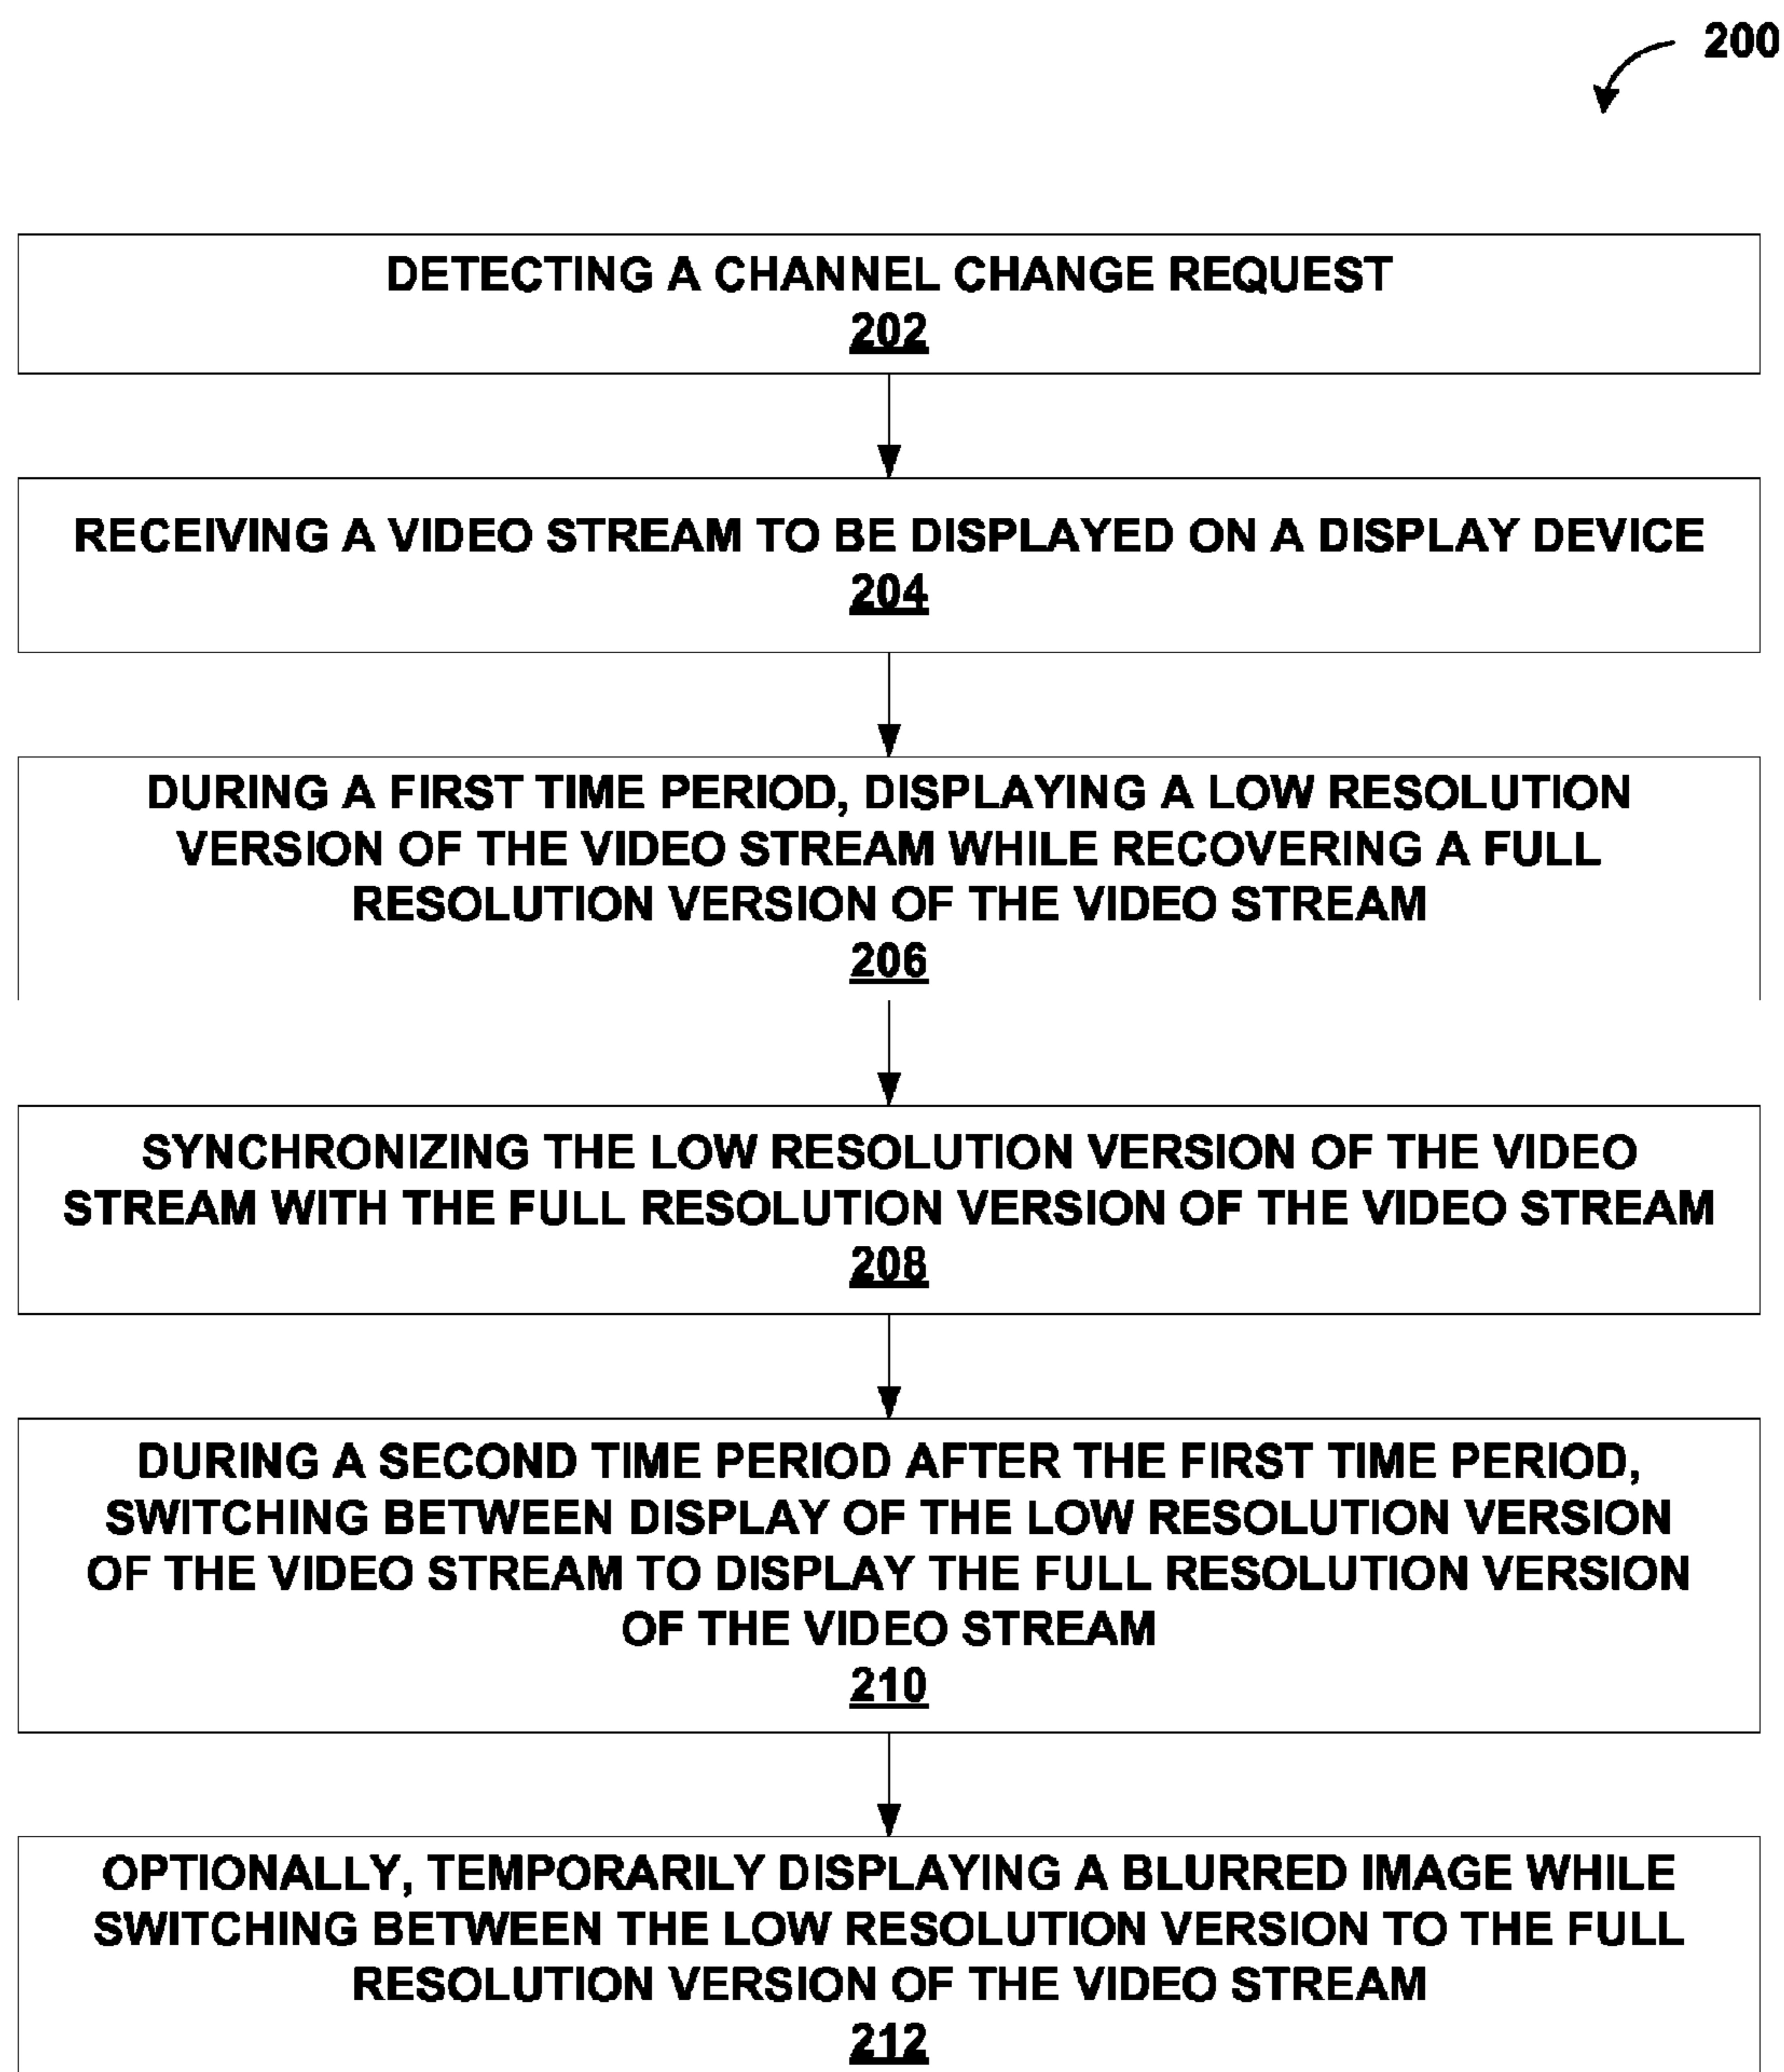 200
DETECTING A CHANNEL CHANGE REQUEST
202
RECEIVING A VIDEO STREAM TO BE DISPLAYED ON A DISPLAY DEVICE
204
DURING A FIRST TIME PERIOD, DISPLAYING A LOW RESOLUTION
VERSION OF THE VIDEO STREAM WHILE RECOVERING A FULL
RESOLUTION VERSION OF THE VIDEO STREAM
206
SYNCHRONIZING THE LOW RESOLUTION VERSION OF THE VIDEO
STREAM WITH THE FULL RESOLUTION VERSION OF THE VIDEO STREAM
208
DURING A SECOND TIME PERIOD AFTER THE FIRST TIME PERIOD,
SWITCHING BETWEEN DISPLAY OF THE LOW RESOLUTION VERSION
OF THE VIDEO STREAM TO DISPLAY THE FULL RESOLUTION VERSION
OF THE VIDEO STREAM
210
OPTIONALLY, TEMPORARILY DISPLAYING A BLURRED IMAGE WHILE
SWITCHING BETWEEN THE LOW RESOLUTION VERSION TO THE FULL
RESOLUTION VERSION OF THE VIDEO STREAM
212